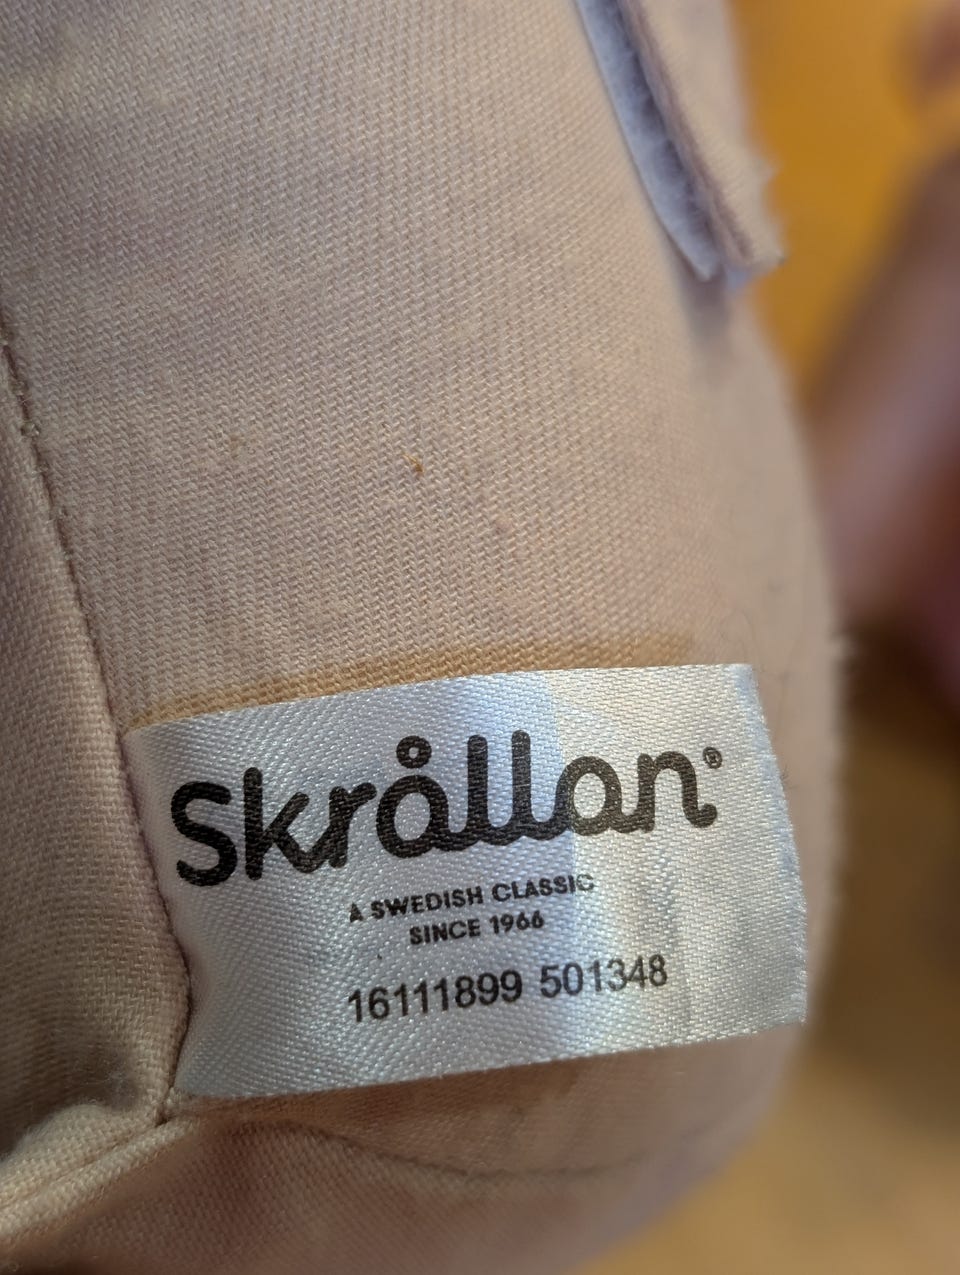 Skrållan®
A SWEDISH CLASSIC
SINCE 1966
16111899 501348